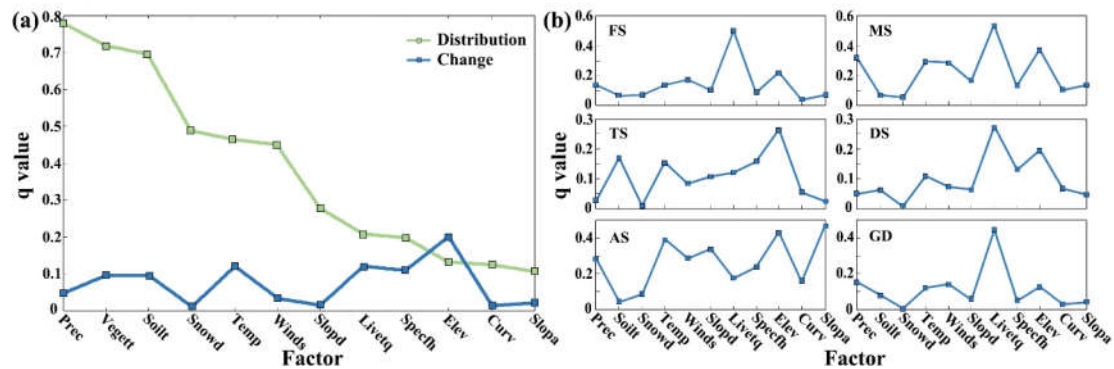 (a)
0.8
0.7
0.6
0.5
0.4
0.3
0.2
0.1
0
q value
Distribution
Change
Prec
Vegett
Soilt
Snowd
Temp
Winds
Slopd
Livetq
Specfh
Elev
Curv
Slopa
Factor
(b)
q value
FS
0.6
0.4
0.2
0
MS
0.6
0.4
0.2
0
TS
0.3
0.2
0.1
0
DS
0.3
0.2
0.1
0
AS
0.4
0.2
0
GD
0.4
0.2
0
Prec
Soilt
Snowd
Temp
Winds
Slopd
Livetq
Specfh
Elev
Curv
Slopa
Prec
Soilt
Snowd
Temp
Winds
Slopd
Livetq
Specfh
Elev
Curv
Slopa
Factor